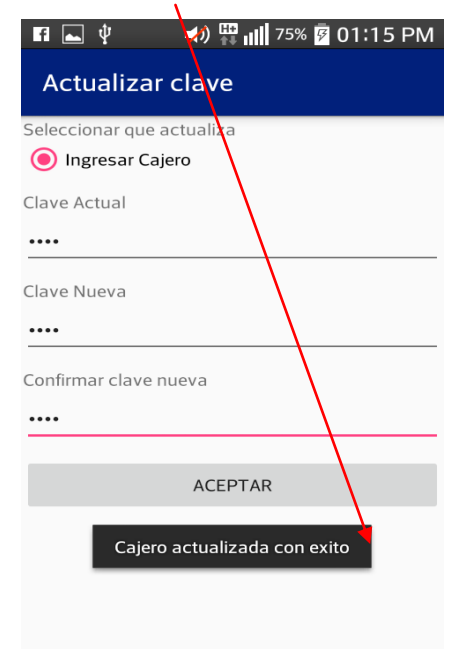 75% 01:15 PM
Actualizar clave
Seleccionar que actualiza
Ingresar Cajero
Clave Actual
••••
Clave Nueva
••••
Confirmar clave nueva
••••
ACEPTAR
Cajero actualizada con exito